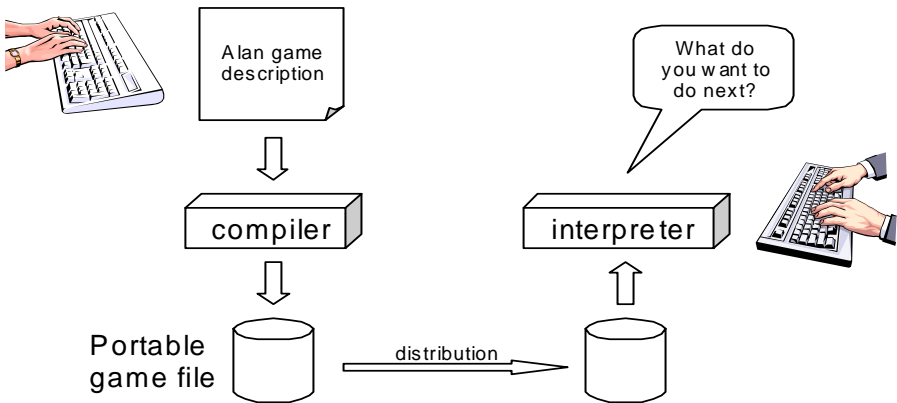 Alan game
description
What do
you want to
do next?
compiler
interpreter
Portable
game file
distribution